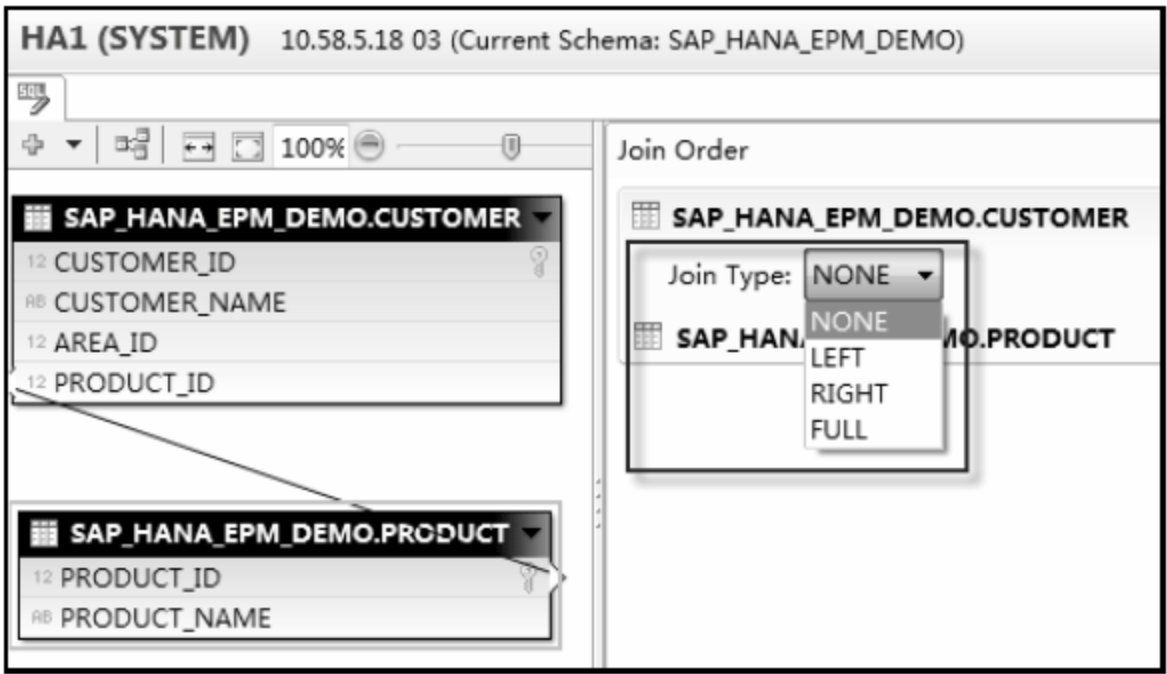 HA1 (SYSTEM) 10.58.5.18 03 (Current Schema: SAP_HANA_EPM_DEMO)
SQL
100%
SAP_HANA_EPM_DEMO.CUSTOMER
12 CUSTOMER_ID
AB CUSTOMER_NAME
12 AREA_ID
12 PRODUCT_ID
SAP_HANA_EPM_DEMO.PRODUCT
12 PRODUCT_ID
AB PRODUCT_NAME
Join Order
SAP_HANA_EPM_DEMO.CUSTOMER
Join Type: NONE
NONE
SAP_HAN MO.PRODUCT
LEFT
RIGHT
FULL